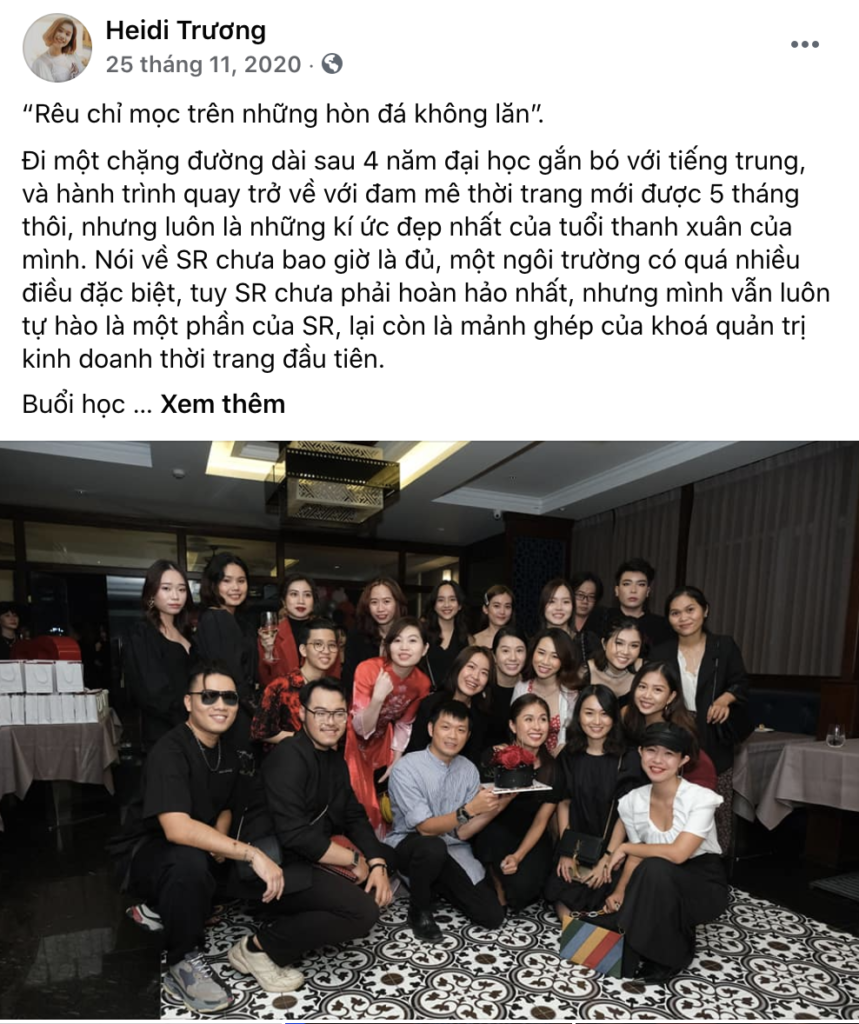 Heidi Trương
25 tháng 11, 2020 ·
“Rêu chỉ mọc trên những hòn đá không lăn”.
Đi một chặng đường dài sau 4 năm đại học gắn bó với tiếng trung,
và hành trình quay trở về với đam mê thời trang mới được 5 tháng
thôi, nhưng luôn là những kí ức đẹp nhất của tuổi thanh xuân của
mình. Nói về SR chưa bao giờ là đủ, một ngôi trường có quá nhiều
điều đặc biệt, tuy SR chưa phải hoàn hảo nhất, nhưng mình vẫn luôn
tự hào là một phần của SR, lại còn là mảnh ghép của khoá quản trị
kinh doanh thời trang đầu tiên.
Buổi học ... Xem thêm